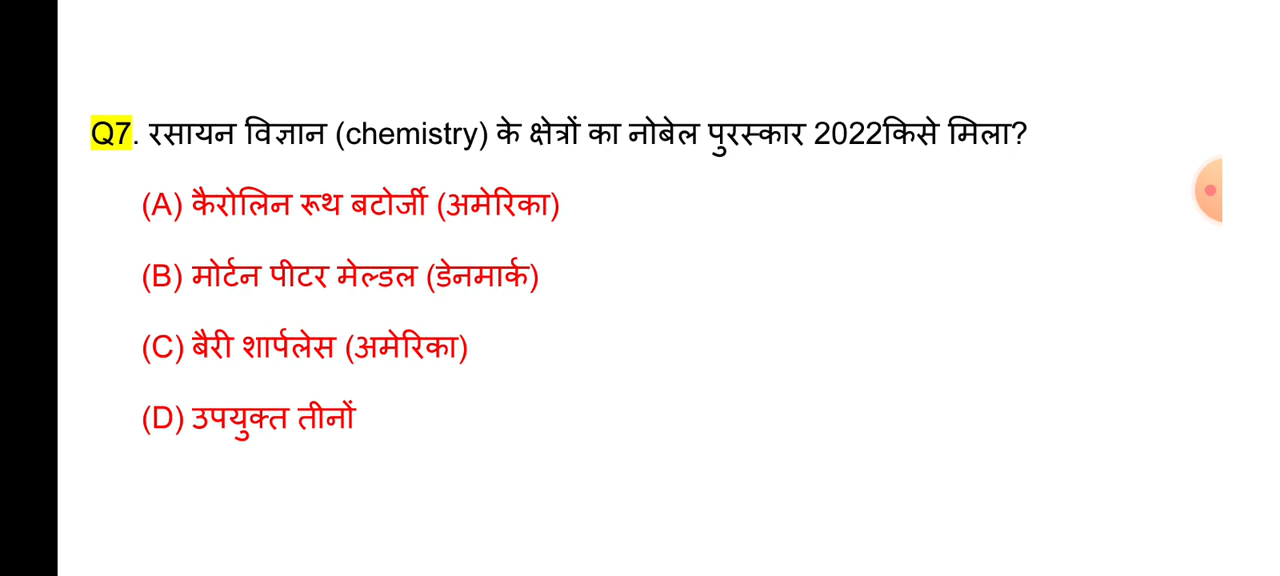 Q7. रसायन विज्ञान (chemistry) के क्षेत्रों का नोबेल पुरस्कार 2022किसे मिला?
(A) कैरोलिन रूथ बटोर्जी (अमेरिका)
(B) मोर्टन पीटर मेल्डल (डेनमार्क)
(C) बैरी शार्पलेस (अमेरिका)
(D) उपयुक्त तीनों